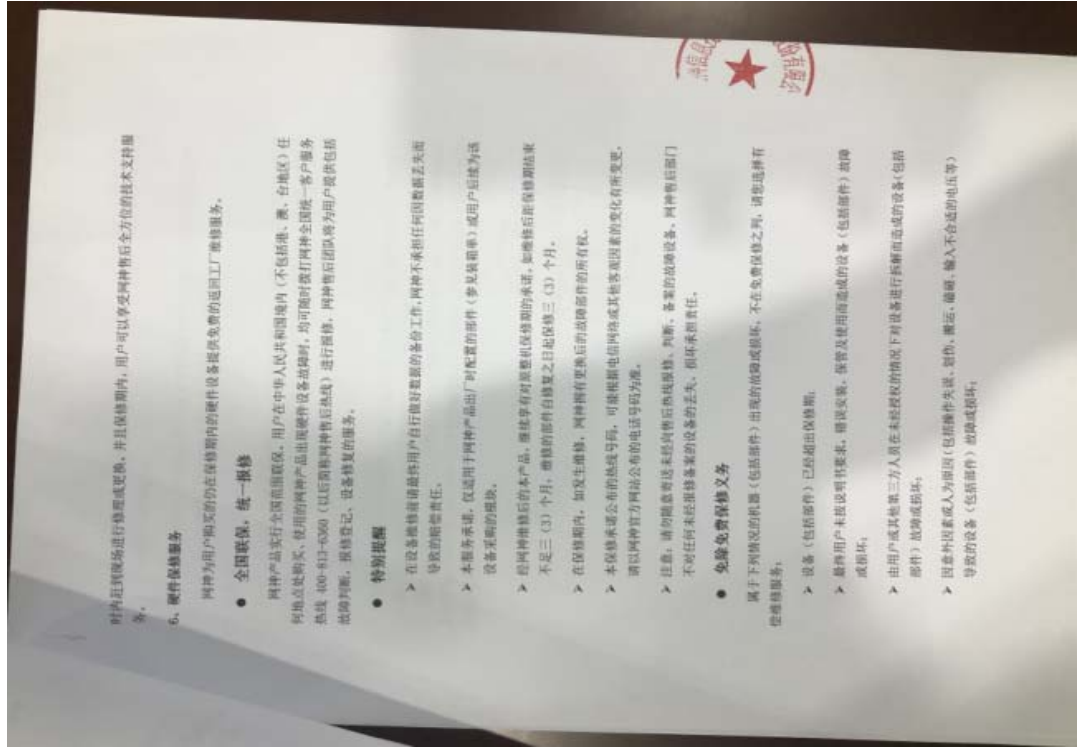 时内赶到现场进行修理或更换，并且保修期内，用户可以享受网神售后全方位的技术支持服
务。
6、硬件保修服务
网神为用户购买的仍在保修期内的硬件设备提供免费的返回工厂维修服务。
● 全国联保，统一报修
网神产品实行全国范围联保，用户在中华人民共和国境内（不包括港、澳、台地区）任
何地点处购买、使用的网神产品出现硬件设备故障时，均可随时拨打网神全国统一客户服务
热线 400-813-6360（以后简称网神售后热线）进行报修，网神售后团队将为用户提供包括
故障判断、报修登记、设备修复的服务。
● 特别提醒
➢ 在设备维修前请最终用户自行做好数据的备份工作，网神不承担任何因数据丢失而
导致的赔偿责任。
➢ 本服务承诺，仅适用于网神产品出厂时配置的部件（参见装箱单）或用户后续为该
设备采购的模块。
➢ 经网神维修后的本产品，继续享有对原整机保修期的承诺，如维修后距保修期结束
不足三（3）个月，维修的部件自修复之日起保修三（3）个月。
➢ 在保修期内，如发生维修，网神拥有更换后的故障部件的所有权。
➢ 本保修承诺公布的热线号码，可能根据电信网络或其他客观因素的变化有所变更，
请以网神官方网站公布的电话号码为准。
➢ 注意：请勿随意寄送未经向售后热线报修、判断、备案的故障设备，网神售后部门
不对任何未经报修备案的设备的丢失、损坏承担责任。
● 免除免费保修义务
属于下列情况的机器（包括部件）出现的故障或损坏，不在免费保修之列，请您选择有
偿维修服务：
➢ 设备（包括部件）已经超出保修期；
➢ 最终用户未按说明书要求，错误安装、保管及使用而造成的设备（包括部件）故障
或损坏；
➢ 由用户或其他第三方人员在未经授权的情况下对设备进行拆解而造成的设备（包括
部件）故障或损坏；
➢ 因意外因素或人为原因（包括操作失误、划伤、搬运、磕碰、输入不合适的电压等）
导致的设备（包括部件）故障或损坏；